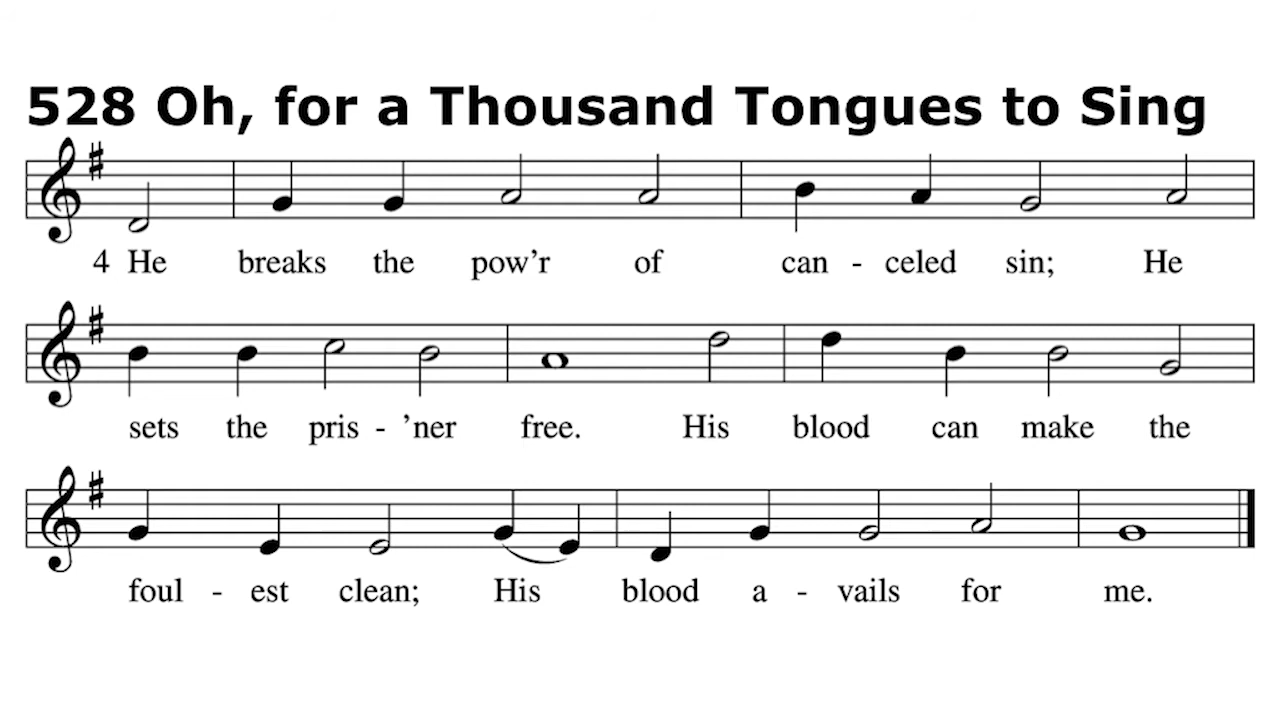 528 Oh, for a Thousand Tongues to Sing
4 He breaks the pow’r of can - celed sin; He
sets the pris - ’ner free. His blood can make the
foul - est clean; His blood a - vails for me.